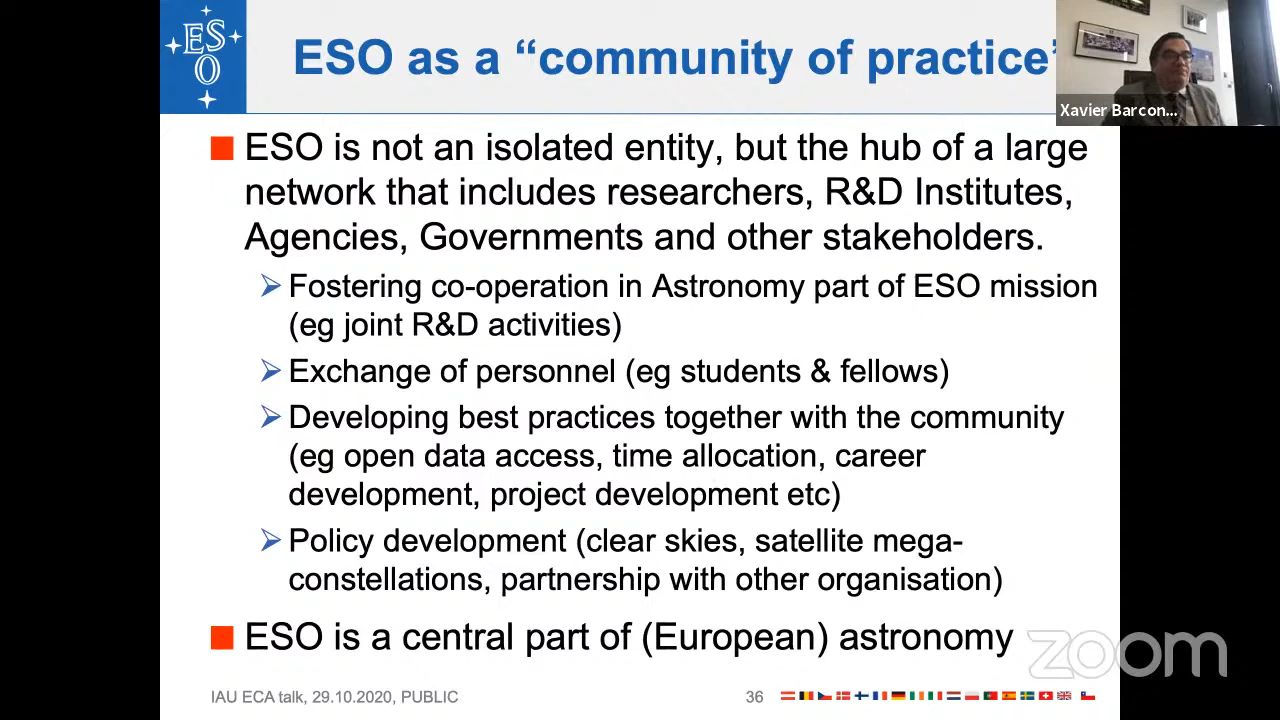 ESO
ESO as a “community of practice”
Xavier Barcon...
ESO is not an isolated entity, but the hub of a large
network that includes researchers, R&D Institutes,
Agencies, Governments and other stakeholders.
Fostering co-operation in Astronomy part of ESO mission
(eg joint R&D activities)
Exchange of personnel (eg students & fellows)
Developing best practices together with the community
(eg open data access, time allocation, career
development, project development etc)
Policy development (clear skies, satellite mega-
constellations, partnership with other organisation)
ESO is a central part of (European) astronomy
zoom
IAU ECA talk, 29.10.2020, PUBLIC
36